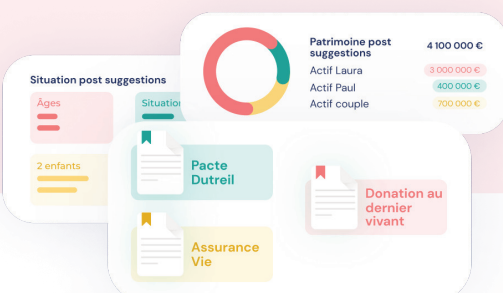 Patrimoine post
suggestions
4 100 000 €
Actif Laura
3 000 000 €
Actif Paul
400 000 €
Actif couple
700 000 €
Situation post suggestions
Âges
Situation
2 enfants
Pacte
Dutreil
Assurance
Vie
Donation au
dernier
vivant